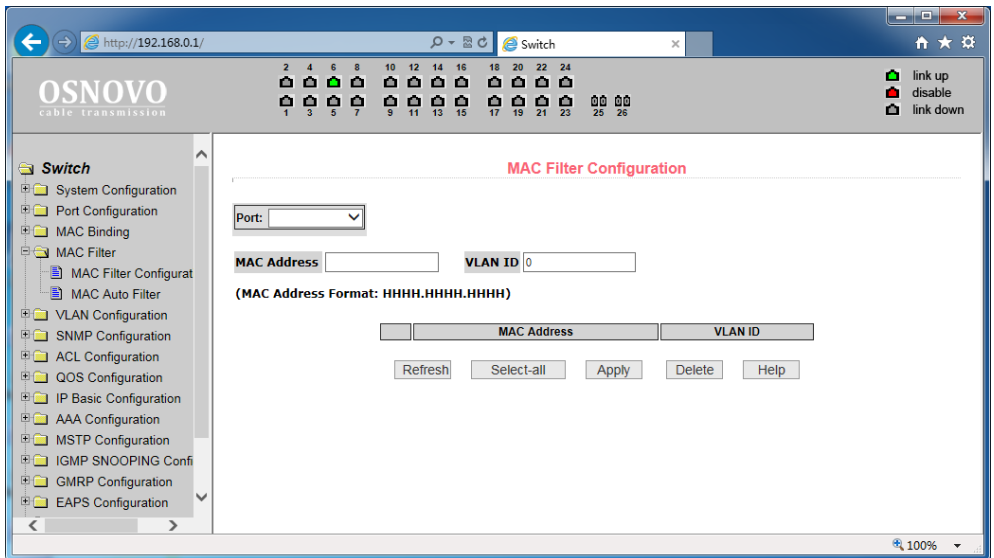 http://192.168.0.1/
Switch
OSNOVO
cable transmission
2 4 6 8 10 12 14 16 18 20 22 24
1 3 5 7 9 11 13 15 17 19 21 23 25 26
link up
disable
link down
Switch
System Configuration
Port Configuration
MAC Binding
MAC Filter
MAC Filter Configurat
MAC Auto Filter
VLAN Configuration
SNMP Configuration
ACL Configuration
QOS Configuration
IP Basic Configuration
AAA Configuration
MSTP Configuration
IGMP SNOOPING Confi
GMRP Configuration
EAPS Configuration
MAC Filter Configuration
Port:
MAC Address VLAN ID 0
(MAC Address Format: HHHH.HHHH.HHHH)
MAC Address VLAN ID
Refresh Select-all Apply Delete Help
100%